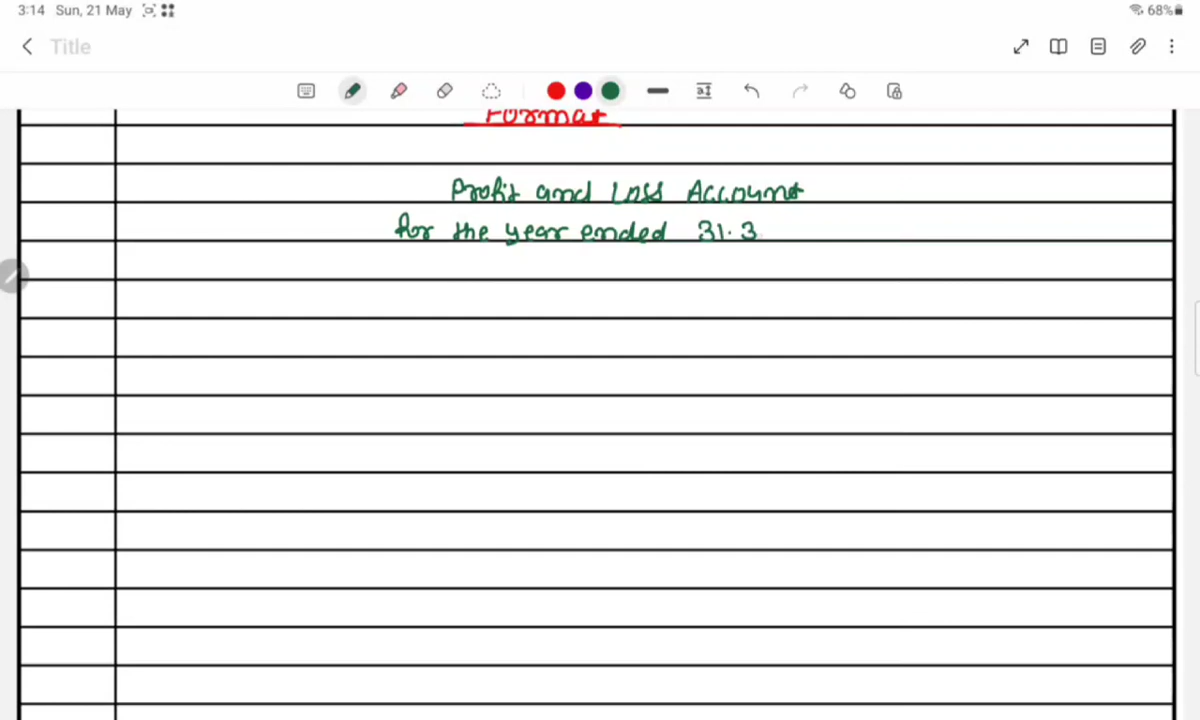 3:14 Sun, 21 May
68%
Title
Format
Profit and Loss Account
for the year ended 31.3